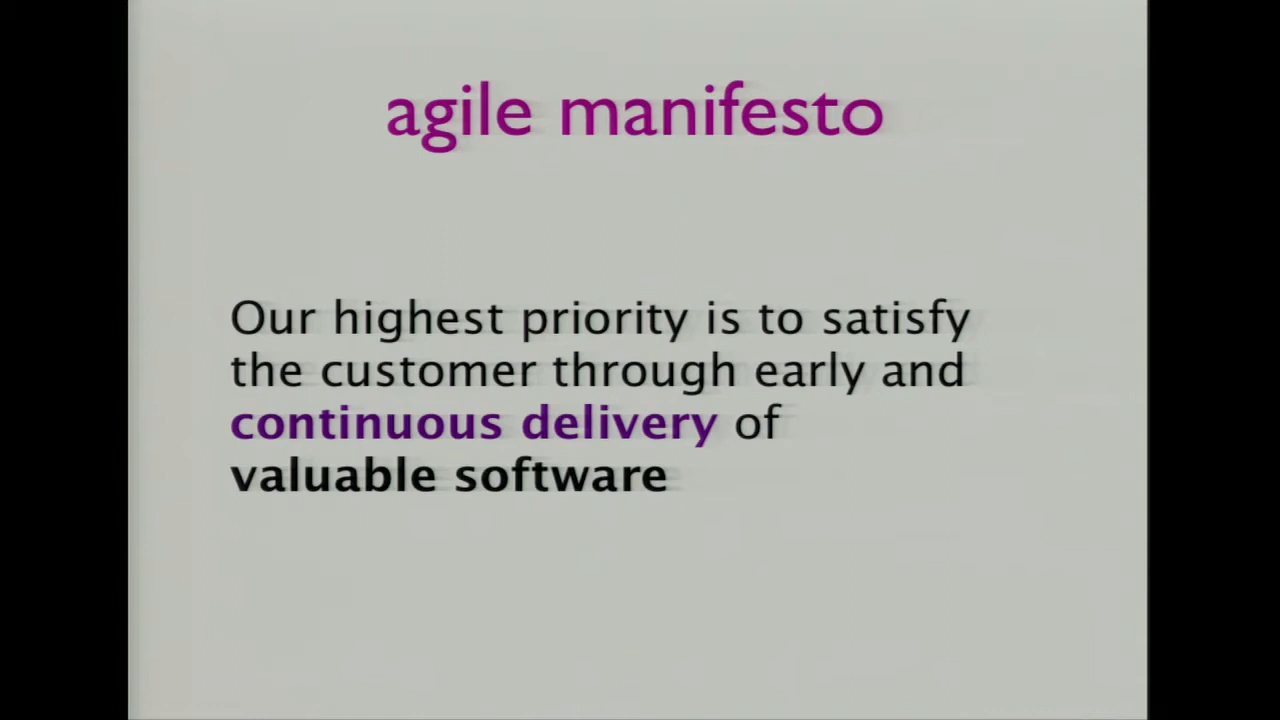 agile manifesto
Our highest priority is to satisfy
the customer through early and
continuous delivery of
valuable software